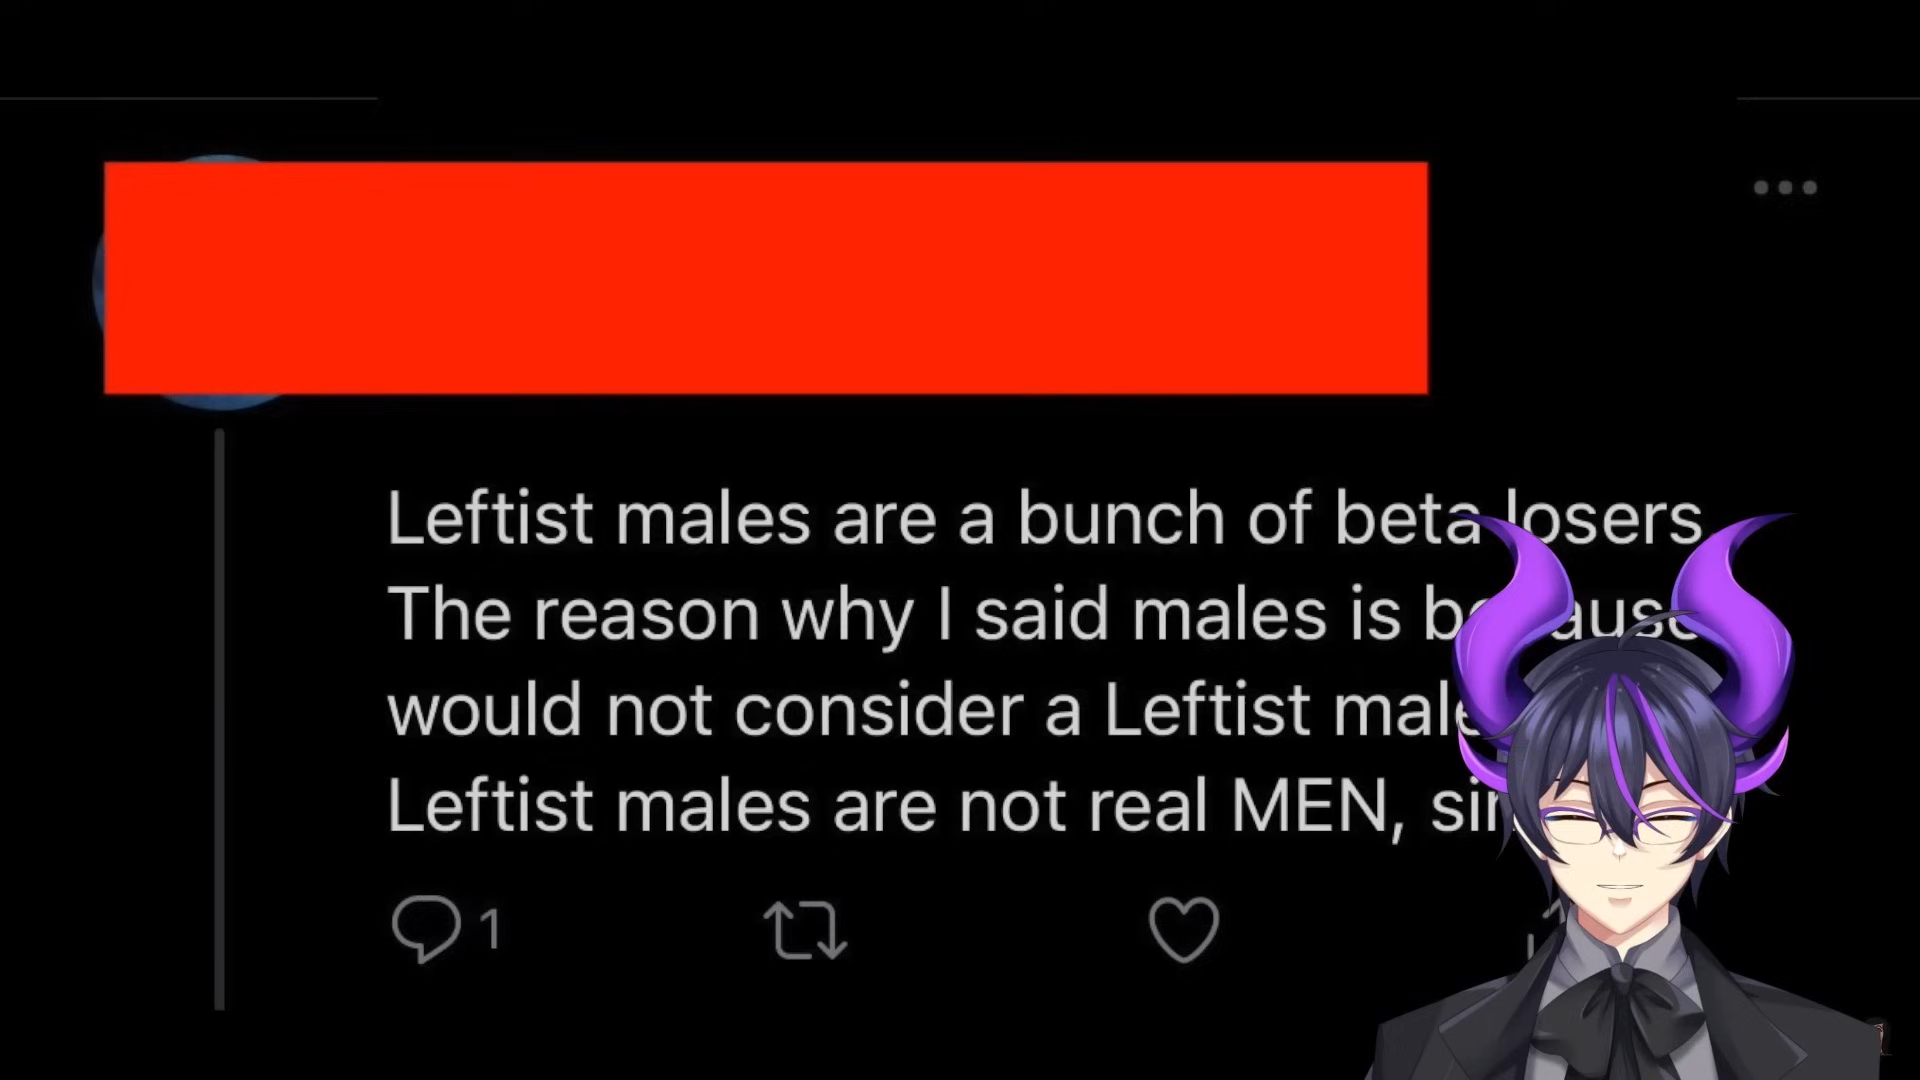 Leftist males are a bunch of beta losers
The reason why I said males is because
would not consider a Leftist male
Leftist males are not real MEN,
1